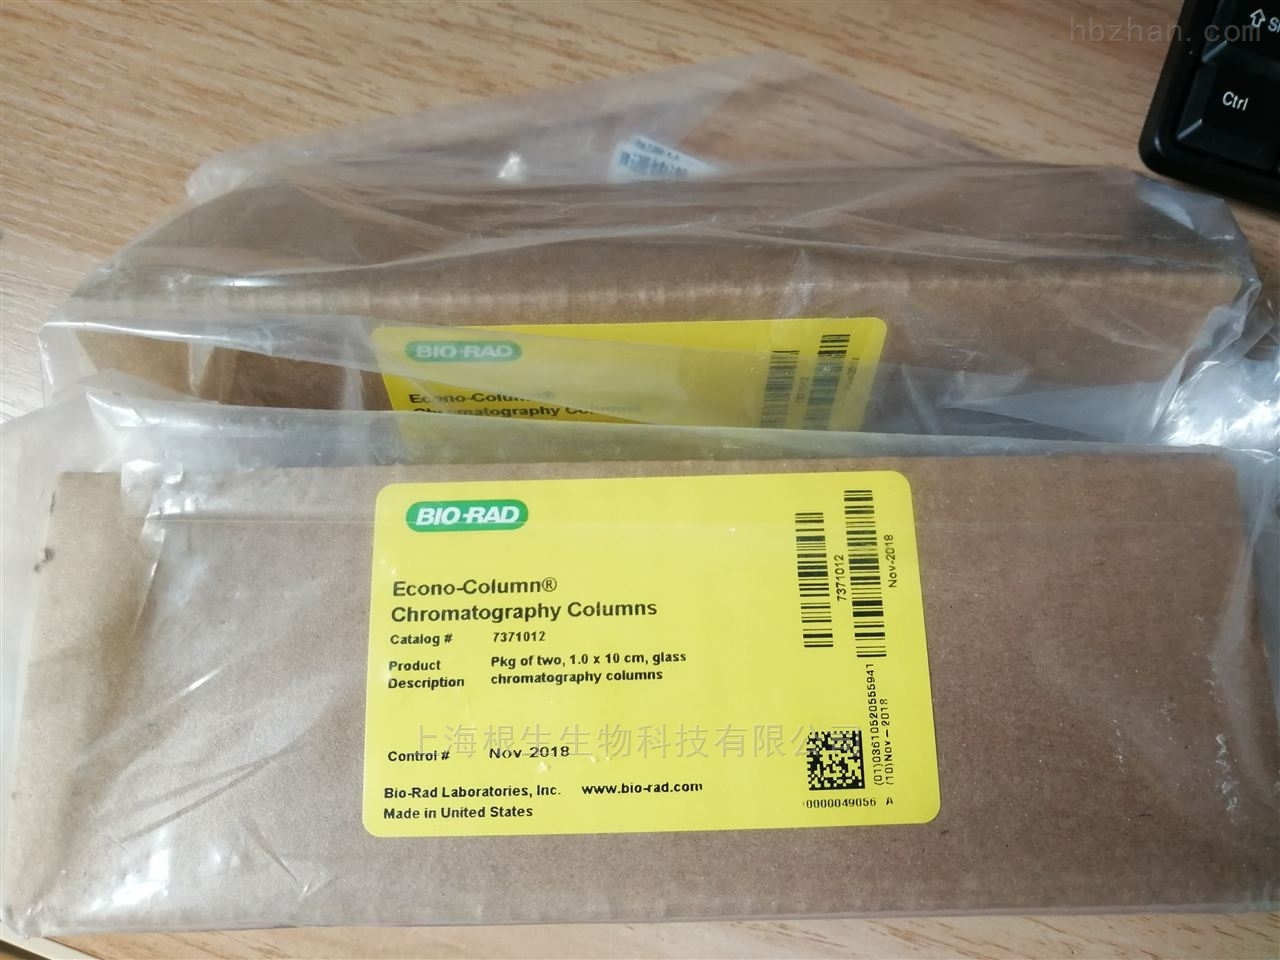 hbzhan.com
Ctrl
BIO-RAD
Econo-Column®
Chromatography Columns
BIO-RAD
Econo-Column®
Chromatography Columns
Catalog # 7371012
Product Description Pkg of two, 1.0 x 10 cm, glass chromatography columns
Control # Nov-2018
Bio-Rad Laboratories, Inc. www.bio-rad.com
Made in United States
7371012
Nov-2018
(01)03610520555941
(10)Nov-2018
0000049056 A
上海根生生物科技有限公司